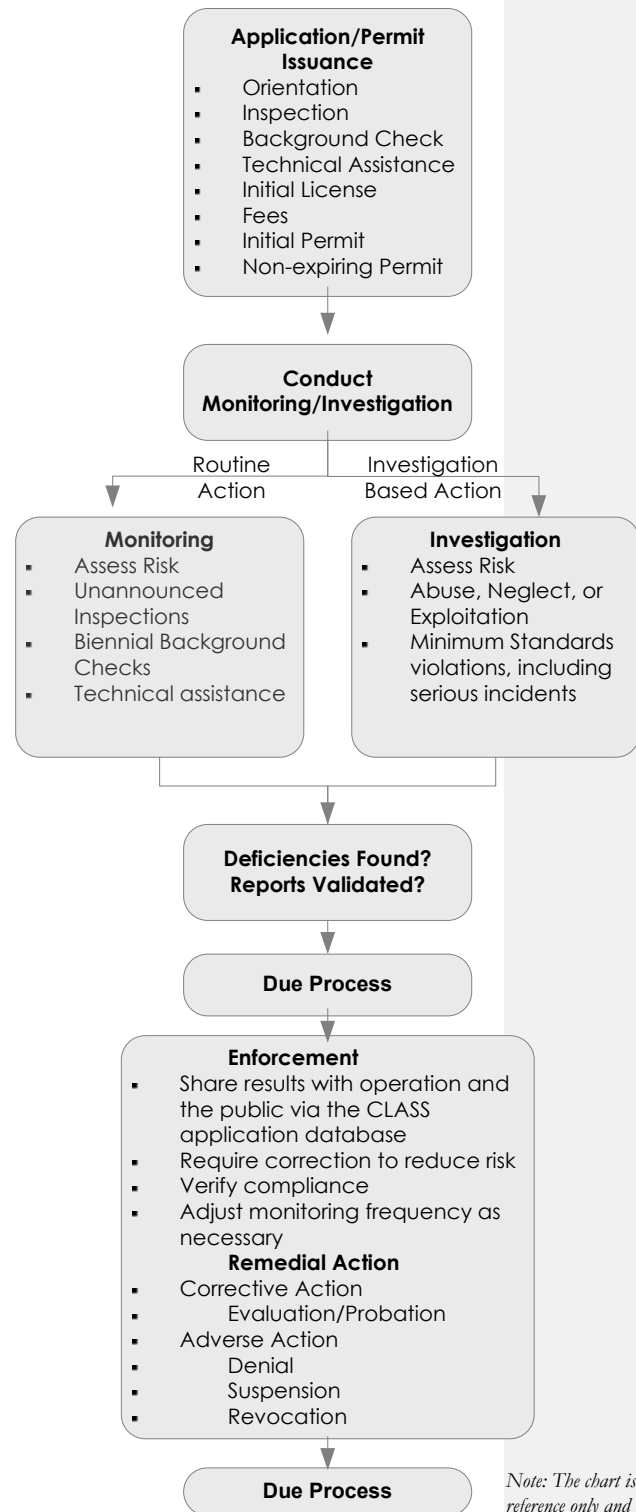 Application/Permit
Issuance
▪ Orientation
▪ Inspection
▪ Background Check
▪ Technical Assistance
▪ Initial License
▪ Fees
▪ Initial Permit
▪ Non-expiring Permit
Conduct
Monitoring/Investigation
Routine
Action
Investigation
Based Action
Monitoring
▪ Assess Risk
▪ Unannounced
Inspections
▪ Biennial Background
Checks
▪ Technical assistance
Investigation
▪ Assess Risk
▪ Abuse, Neglect, or
Exploitation
▪ Minimum Standards
violations, including
serious incidents
Deficiencies Found?
Reports Validated?
Due Process
Enforcement
▪ Share results with operation and
the public via the CLASS
application database
▪ Require correction to reduce risk
▪ Verify compliance
▪ Adjust monitoring frequency as
necessary
Remedial Action
▪ Corrective Action
▪ Evaluation/Probation
▪ Adverse Action
▪ Denial
▪ Suspension
▪ Revocation
Due Process
Note: The chart is
reference only and